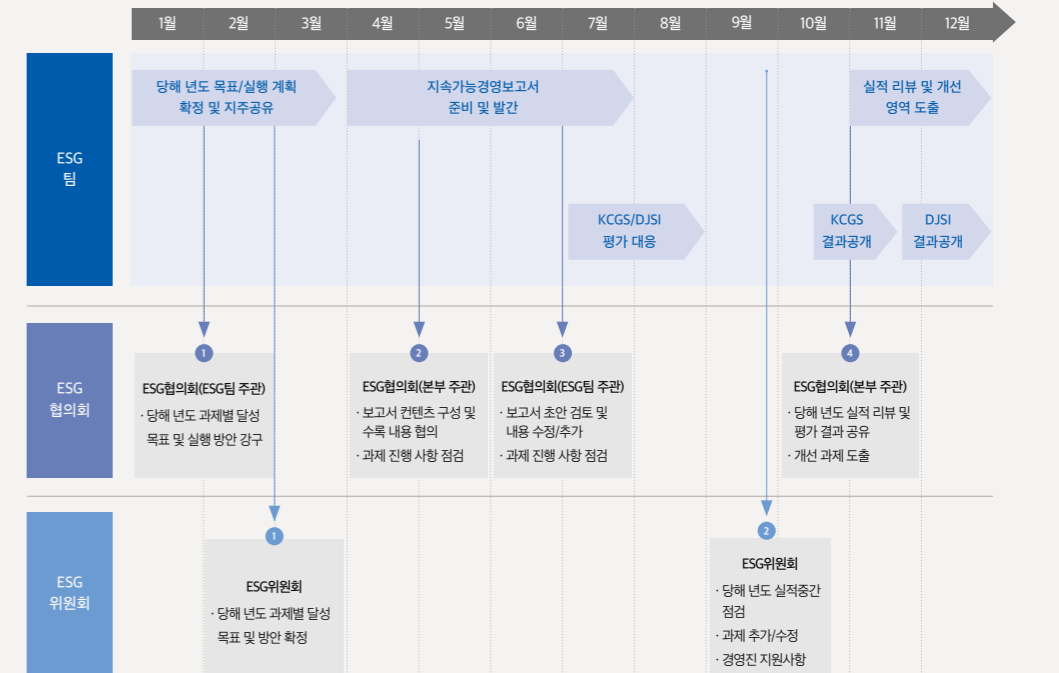 1월 2월 3월 4월 5월 6월 7월 8월 9월 10월 11월 12월
ESG
팀
당해 년도 목표/실행 계획
확정 및 지주공유
지속가능경영보고서
준비 및 발간
실적 리뷰 및 개선
영역 도출
KCGS/DJSI
평가 대응
KCGS
결과공개
DJSI
결과공개
ESG
협의회
1
ESG협의회(ESG팀 주관)
· 당해 년도 과제별 달성
목표 및 실행 방안 강구
2
ESG협의회(본부 주관)
· 보고서 컨텐츠 구성 및
수록 내용 협의
· 과제 진행 사항 점검
3
ESG협의회(ESG팀 주관)
· 보고서 초안 검토 및
내용 수정/추가
· 과제 진행 사항 점검
4
ESG협의회(본부 주관)
· 당해 년도 실적 리뷰 및
평가 결과 공유
· 개선 과제 도출
ESG
위원회
1
ESG위원회
· 당해 년도 과제별 달성
목표 및 방안 확정
2
ESG위원회
· 당해 년도 실적중간
점검
· 과제 추가/수정
· 경영진 지원사항